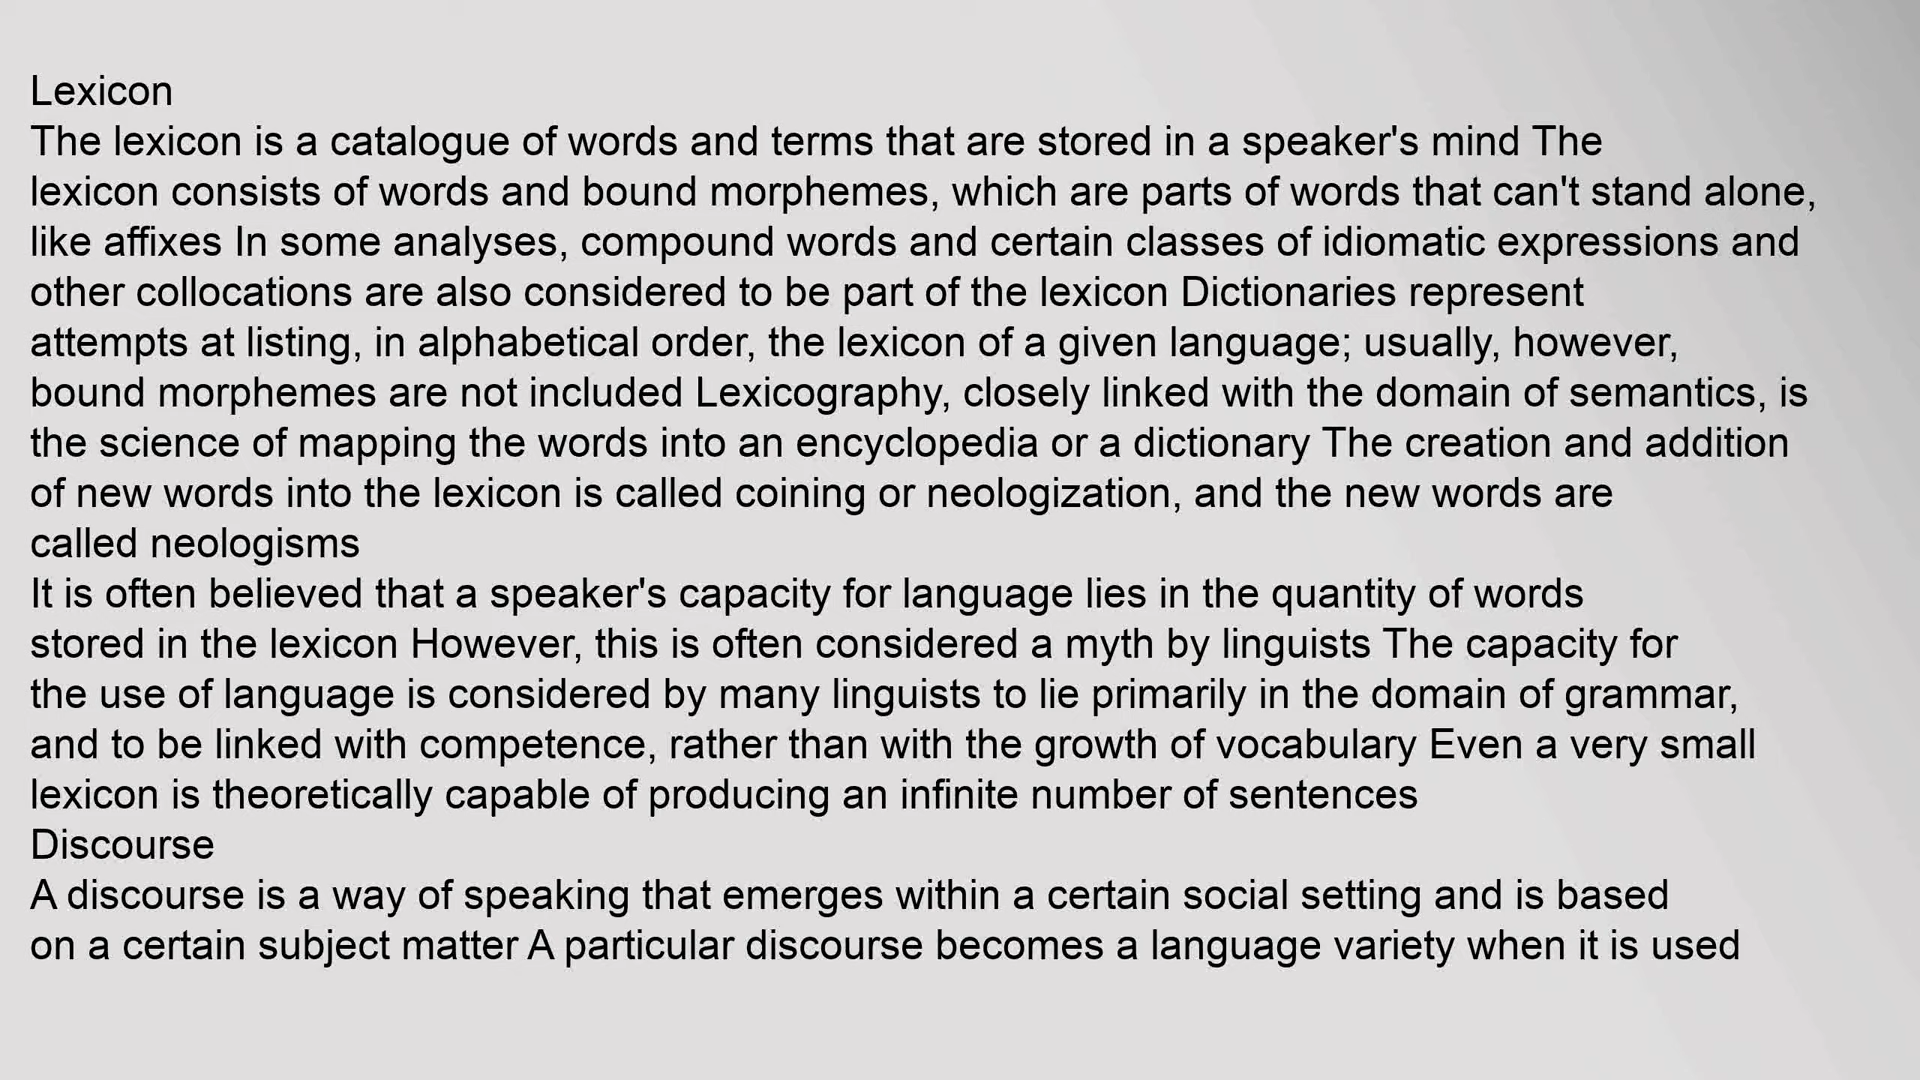 Lexicon
The lexicon is a catalogue of words and terms that are stored in a speaker's mind The
lexicon consists of words and bound morphemes, which are parts of words that can't stand alone,
like affixes In some analyses, compound words and certain classes of idiomatic expressions and
other collocations are also considered to be part of the lexicon Dictionaries represent
attempts at listing, in alphabetical order, the lexicon of a given language; usually, however,
bound morphemes are not included Lexicography, closely linked with the domain of semantics, is
the science of mapping the words into an encyclopedia or a dictionary The creation and addition
of new words into the lexicon is called coining or neologization, and the new words are
called neologisms
It is often believed that a speaker's capacity for language lies in the quantity of words
stored in the lexicon However, this is often considered a myth by linguists The capacity for
the use of language is considered by many linguists to lie primarily in the domain of grammar,
and to be linked with competence, rather than with the growth of vocabulary Even a very small
lexicon is theoretically capable of producing an infinite number of sentences
Discourse
A discourse is a way of speaking that emerges within a certain social setting and is based
on a certain subject matter A particular discourse becomes a language variety when it is used